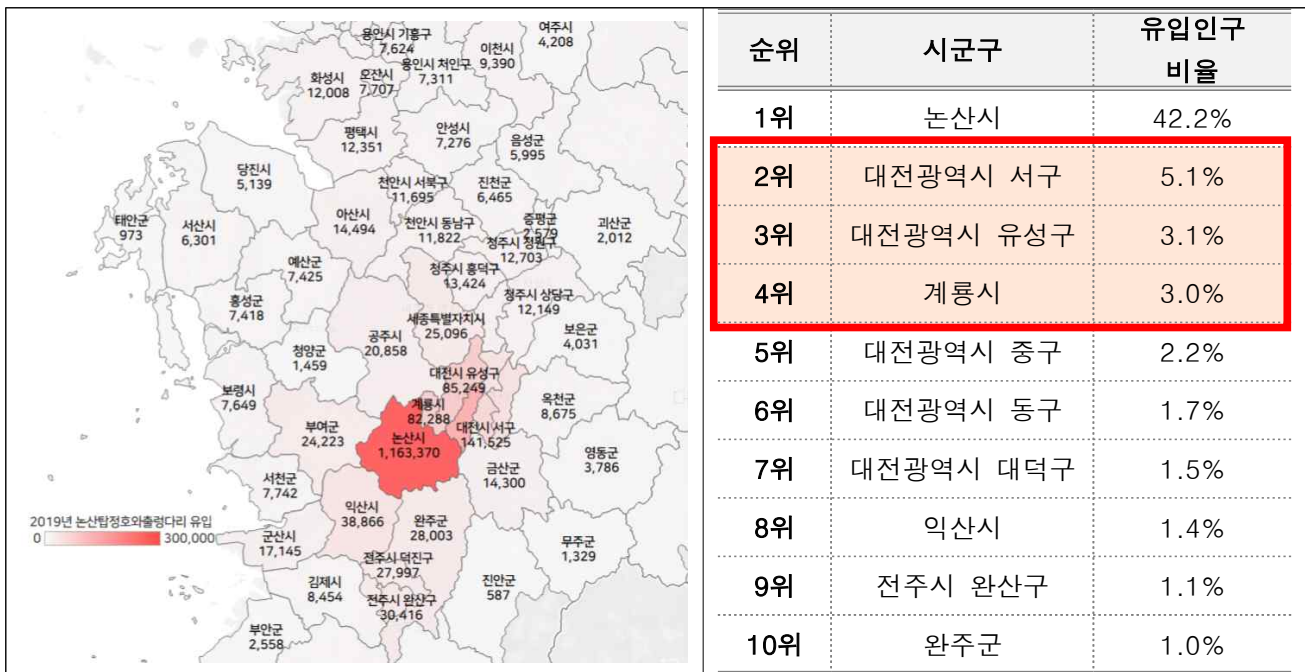 여주시
4,208
용인시 기흥구
7,624
이천시
9,390
용인시 처인구
7,311
화성시
12,008
오산시
7,707
평택시
12,351
안성시
7,276
음성군
5,995
당진시
5,139
천안시 서북구
11,695
진천군
6,465
태안군
973
서산시
6,301
아산시
14,494
천안시 동남구
11,822
증평군
2,579
괴산군
2,012
청주시 청원구
12,703
예산군
7,425
청주시 흥덕구
13,424
홍성군
7,418
청주시 상당구
12,149
세종특별자치시
25,096
공주시
20,858
보은군
4,031
청양군
1,459
대전시 유성구
85,249
보령시
7,649
계룡시
82,288
옥천군
8,675
부여군
24,223
논산시
1,163,370
대전시 서구
141,525
영동군
3,786
금산군
14,300
서천군
7,742
익산시
38,866
완주군
28,003
2019년 논산탑정호와출렁다리 유입
0 300,000
군산시
17,145
무주군
1,329
전주시 덕진구
27,997
김제시
8,454
진안군
587
전주시 완산구
30,416
부안군
2,558
순위 시군구 유입인구
비율
1위 논산시 42.2%
2위 대전광역시 서구 5.1%
3위 대전광역시 유성구 3.1%
4위 계룡시 3.0%
5위 대전광역시 중구 2.2%
6위 대전광역시 동구 1.7%
7위 대전광역시 대덕구 1.5%
8위 익산시 1.4%
9위 전주시 완산구 1.1%
10위 완주군 1.0%